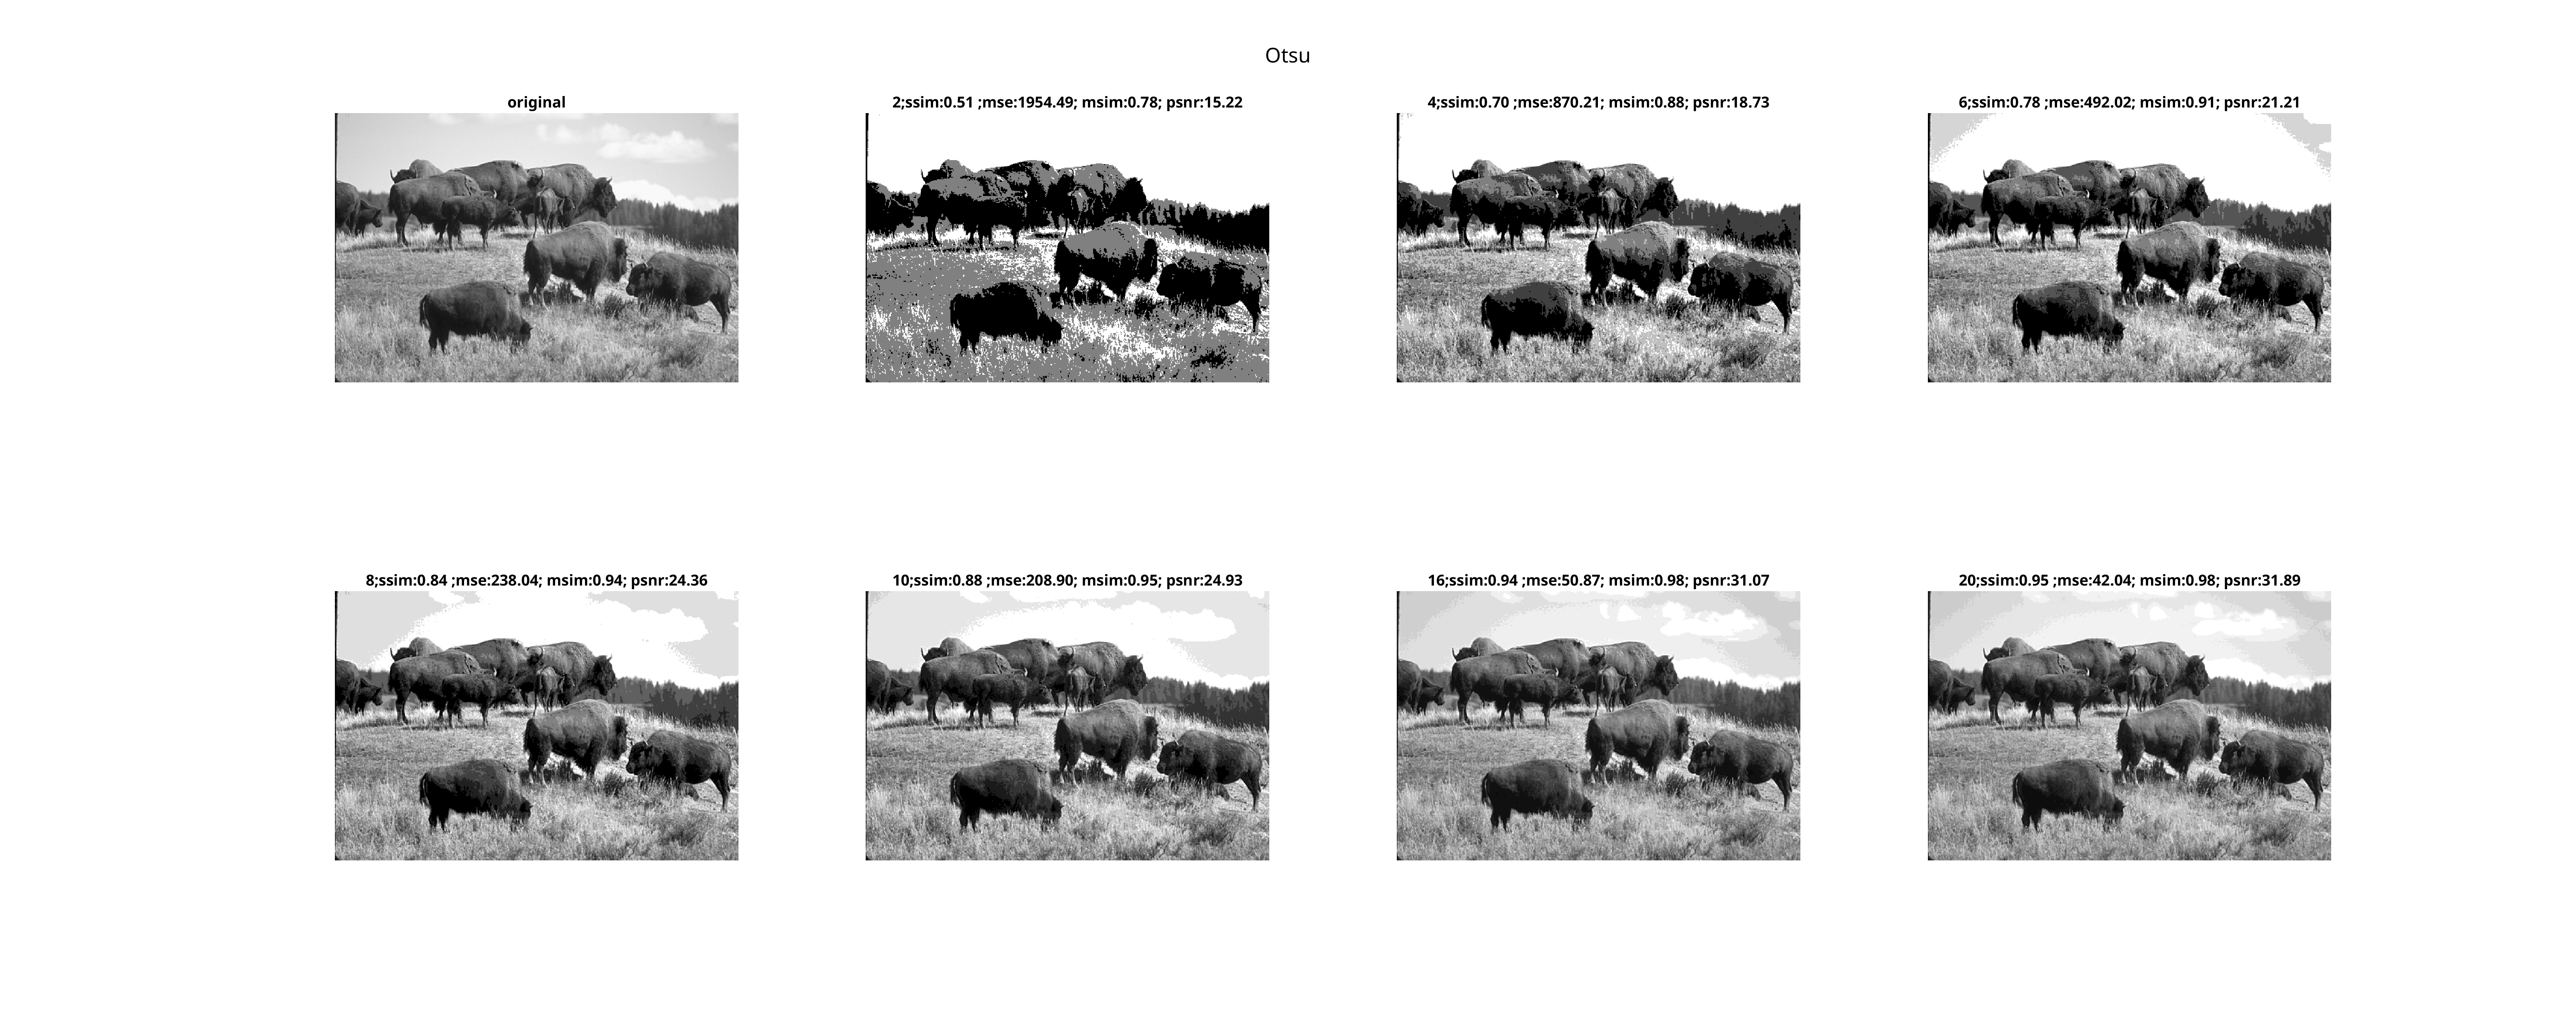 Otsu
original
2;ssim:0.51 ;mse:1954.49; msim:0.78; psnr:15.22
4;ssim:0.70 ;mse:870.21; msim:0.88; psnr:18.73
6;ssim:0.78 ;mse:492.02; msim:0.91; psnr:21.21
8;ssim:0.84 ;mse:238.04; msim:0.94; psnr:24.36
10;ssim:0.88 ;mse:208.90; msim:0.95; psnr:24.93
16;ssim:0.94 ;mse:50.87; msim:0.98; psnr:31.07
20;ssim:0.95 ;mse:42.04; msim:0.98; psnr:31.89